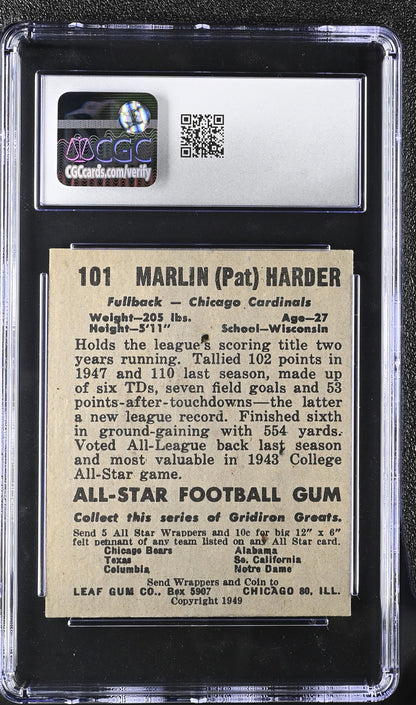 CGC
CGCcards.com/verify
101 MARLIN (Pat) HARDER
Fullback — Chicago Cardinals
Weight—205 lbs. Age—27
Height—5'11" School—Wisconsin
Holds the league's scoring title two
years running. Tallied 102 points in
1947 and 110 last season, made up
of six TDs, seven field goals and 53
points-after-touchdowns—the latter
a new league record. Finished sixth
in ground-gaining with 554 yards.
Voted All-League back last season
and most valuable in 1943 College
All-Star game.
ALL-STAR FOOTBALL GUM
Collect this series of Gridiron Greats.
Send 5 All Star Wrappers and 10c for big 12" x 6"
felt pennant of any team listed on any All Star card.
Chicago Bears Alabama
Texas So. California
Columbia Notre Dame
Send Wrappers and Coin to
LEAF GUM CO., Box 5907 CHICAGO 80, ILL.
Copyright 1949